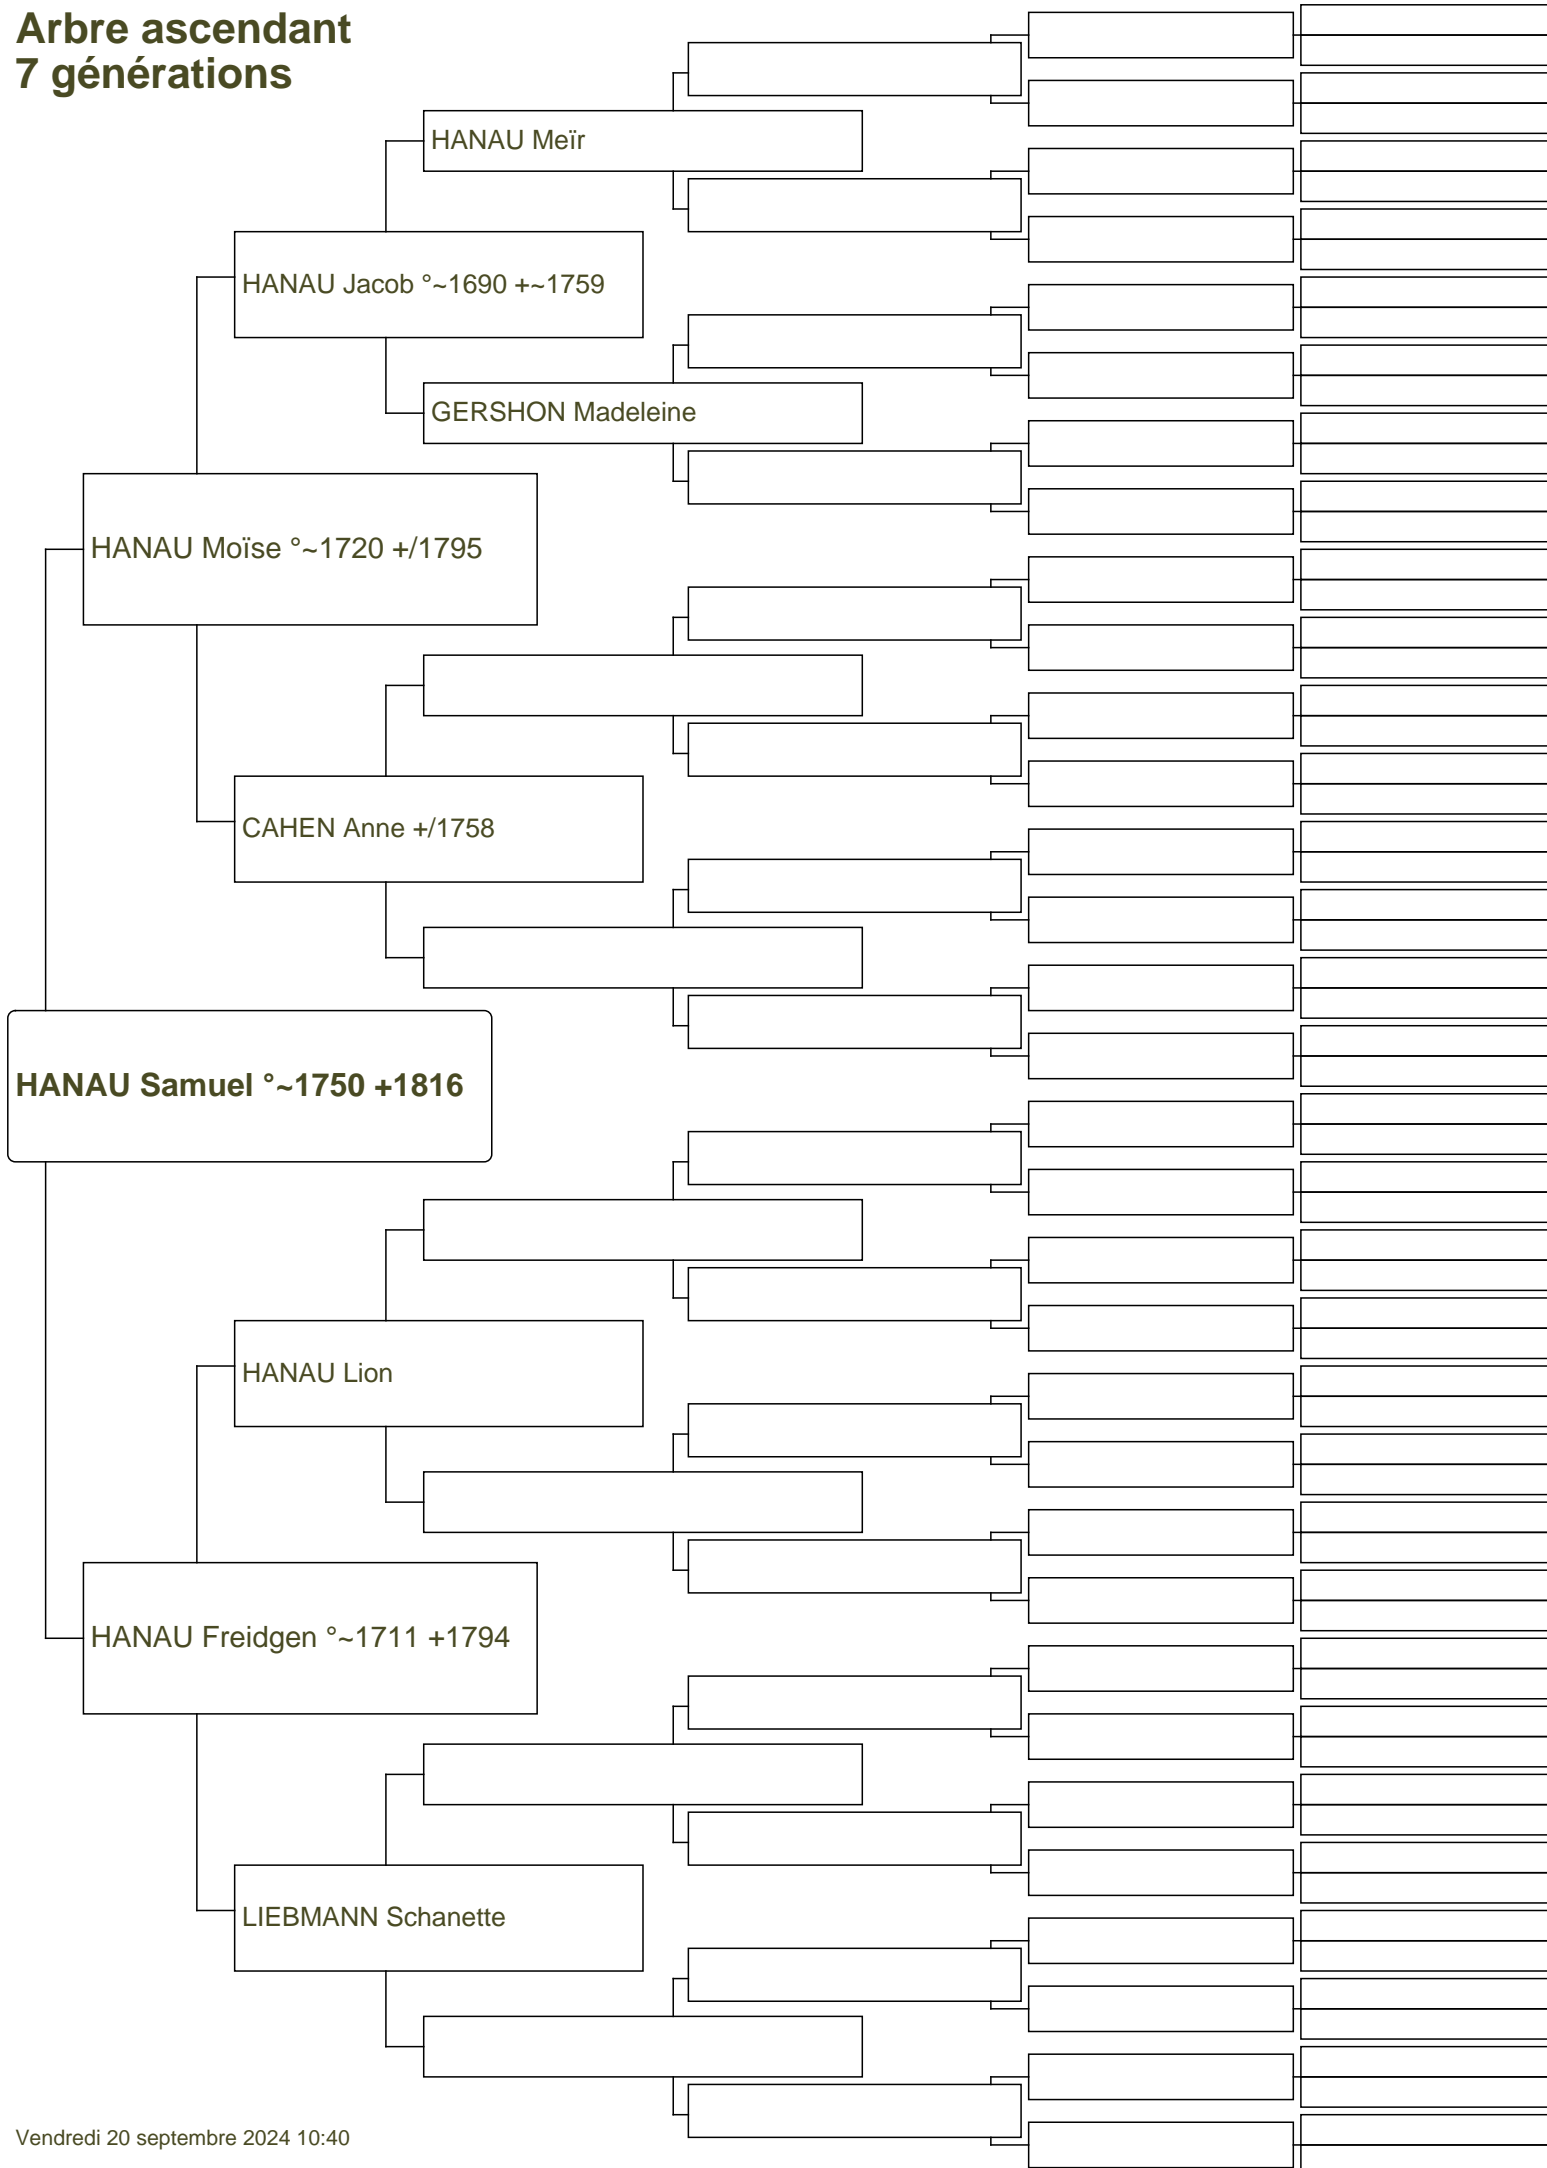 Arbre ascendant
7 générations
HANAU Meïr
HANAU Jacob °~1690 +~1759
GERSHON Madeleine
HANAU Moïse °~1720 +/1795
CAHEN Anne +/1758
HANAU Samuel °~1750 +1816
HANAU Lion
HANAU Freidgen °~1711 +1794
LIEBMANN Schanette
Vendredi 20 septembre 2024 10:40